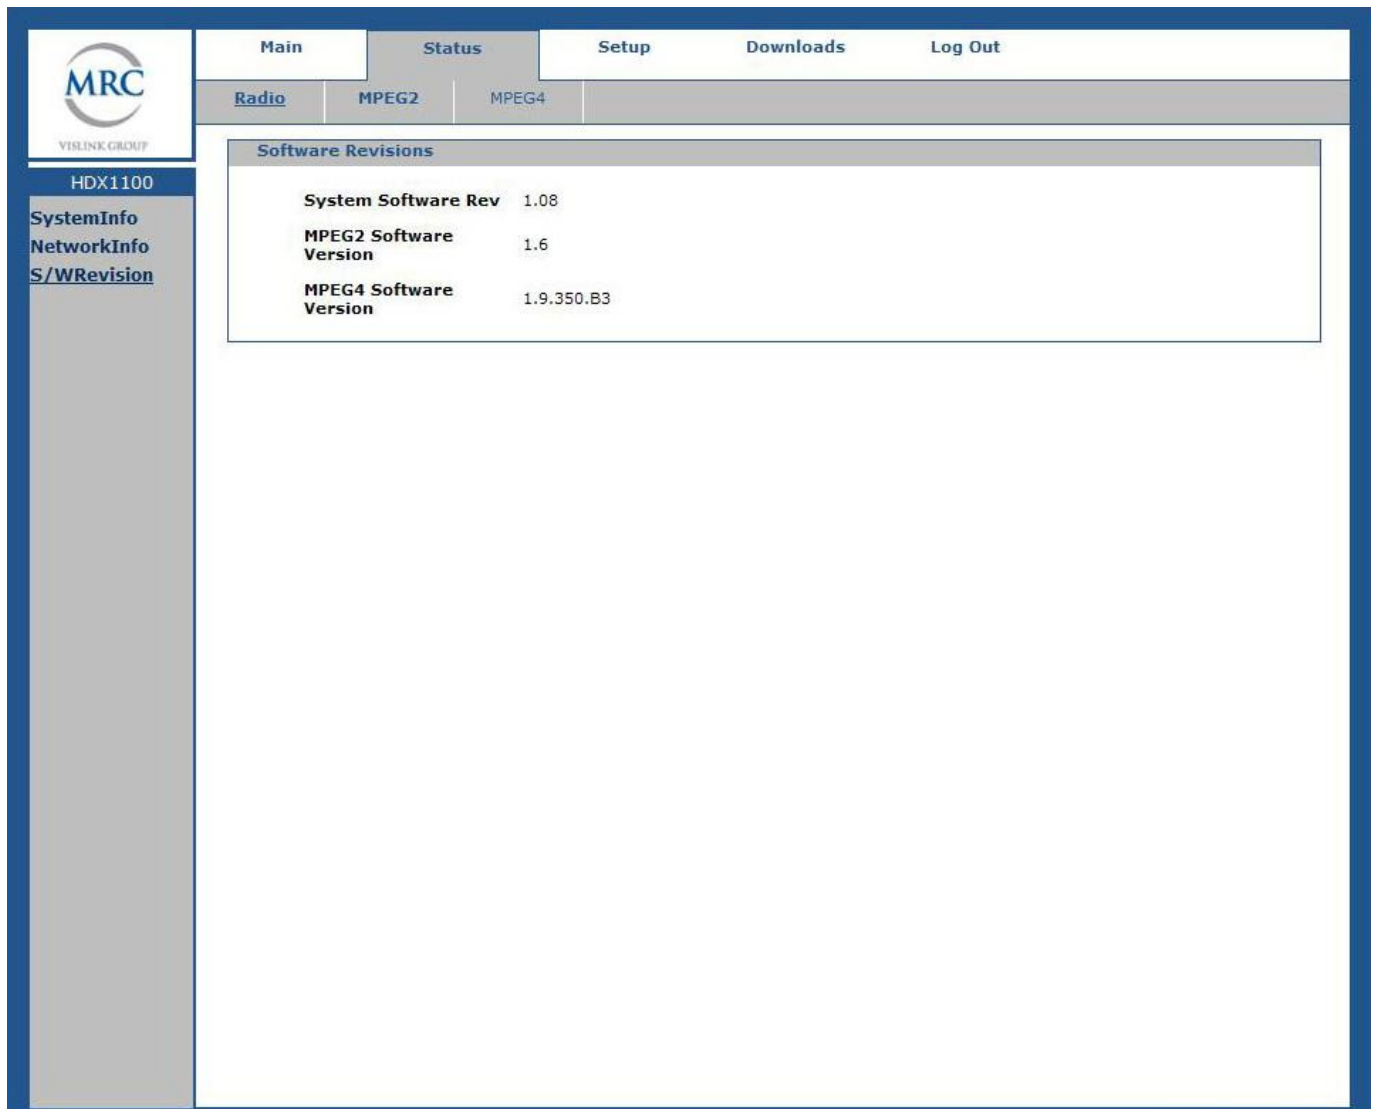 MRC
VISLINK GROUP
Main Status Setup Downloads Log Out
Radio MPEG2 MPEG4
HDX1100
SystemInfo
NetworkInfo
S/WRevision
Software Revisions
System Software Rev 1.08
MPEG2 Software
Version 1.6
MPEG4 Software
Version 1.9.350.B3